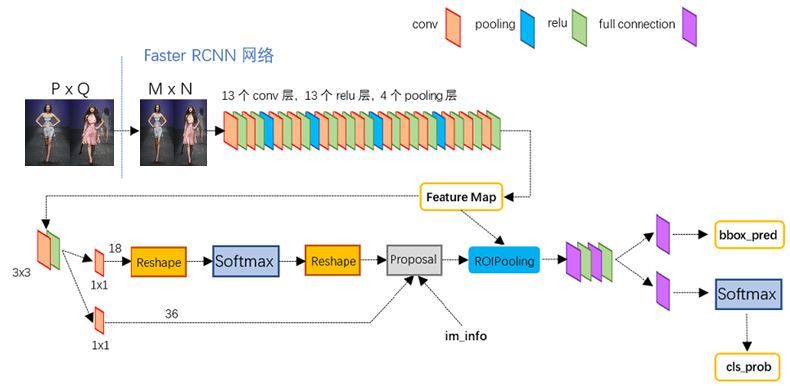 conv
pooling
relu
full connection
Faster RCNN 网络
P x Q
M x N
13 个 conv 层, 13 个 relu 层, 4 个 pooling 层
Feature Map
3x3
18
1x1
Reshape
Softmax
Reshape
Proposal
ROIPooling
bbox_pred
36
1x1
im_info
Softmax
cls_prob